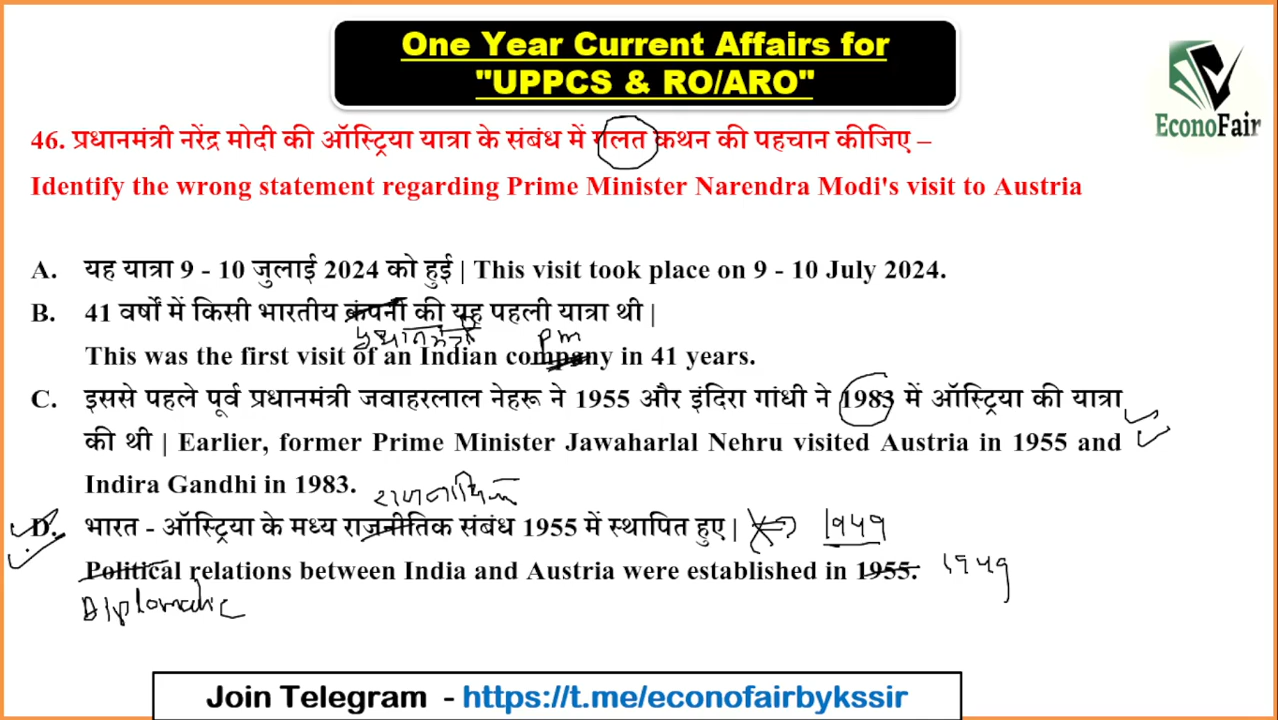 One Year Current Affairs for
"UPPCS & RO/ARO"
EconoFair
46. प्रधानमंत्री नरेंद्र मोदी की ऑस्ट्रिया यात्रा के संबंध में गलत कथन की पहचान कीजिए –
Identify the wrong statement regarding Prime Minister Narendra Modi's visit to Austria
A. यह यात्रा 9 - 10 जुलाई 2024 को हुई | This visit took place on 9 - 10 July 2024.
B. 41 वर्षों में किसी भारतीय कंपनी की यह पहली यात्रा थी |
प्रधानमंत्री PM
This was the first visit of an Indian company in 41 years.
C. इससे पहले पूर्व प्रधानमंत्री जवाहरलाल नेहरू ने 1955 और इंदिरा गांधी ने 1983 में ऑस्ट्रिया की यात्रा
की थी | Earlier, former Prime Minister Jawaharlal Nehru visited Austria in 1955 and
Indira Gandhi in 1983.
राजनायिक
D. भारत - ऑस्ट्रिया के मध्य राजनीतिक संबंध 1955 में स्थापित हुए | १९४९
Political relations between India and Austria were established in 1955. १९४९
Diplomatic
Join Telegram - https://t.me/econofairbykssir